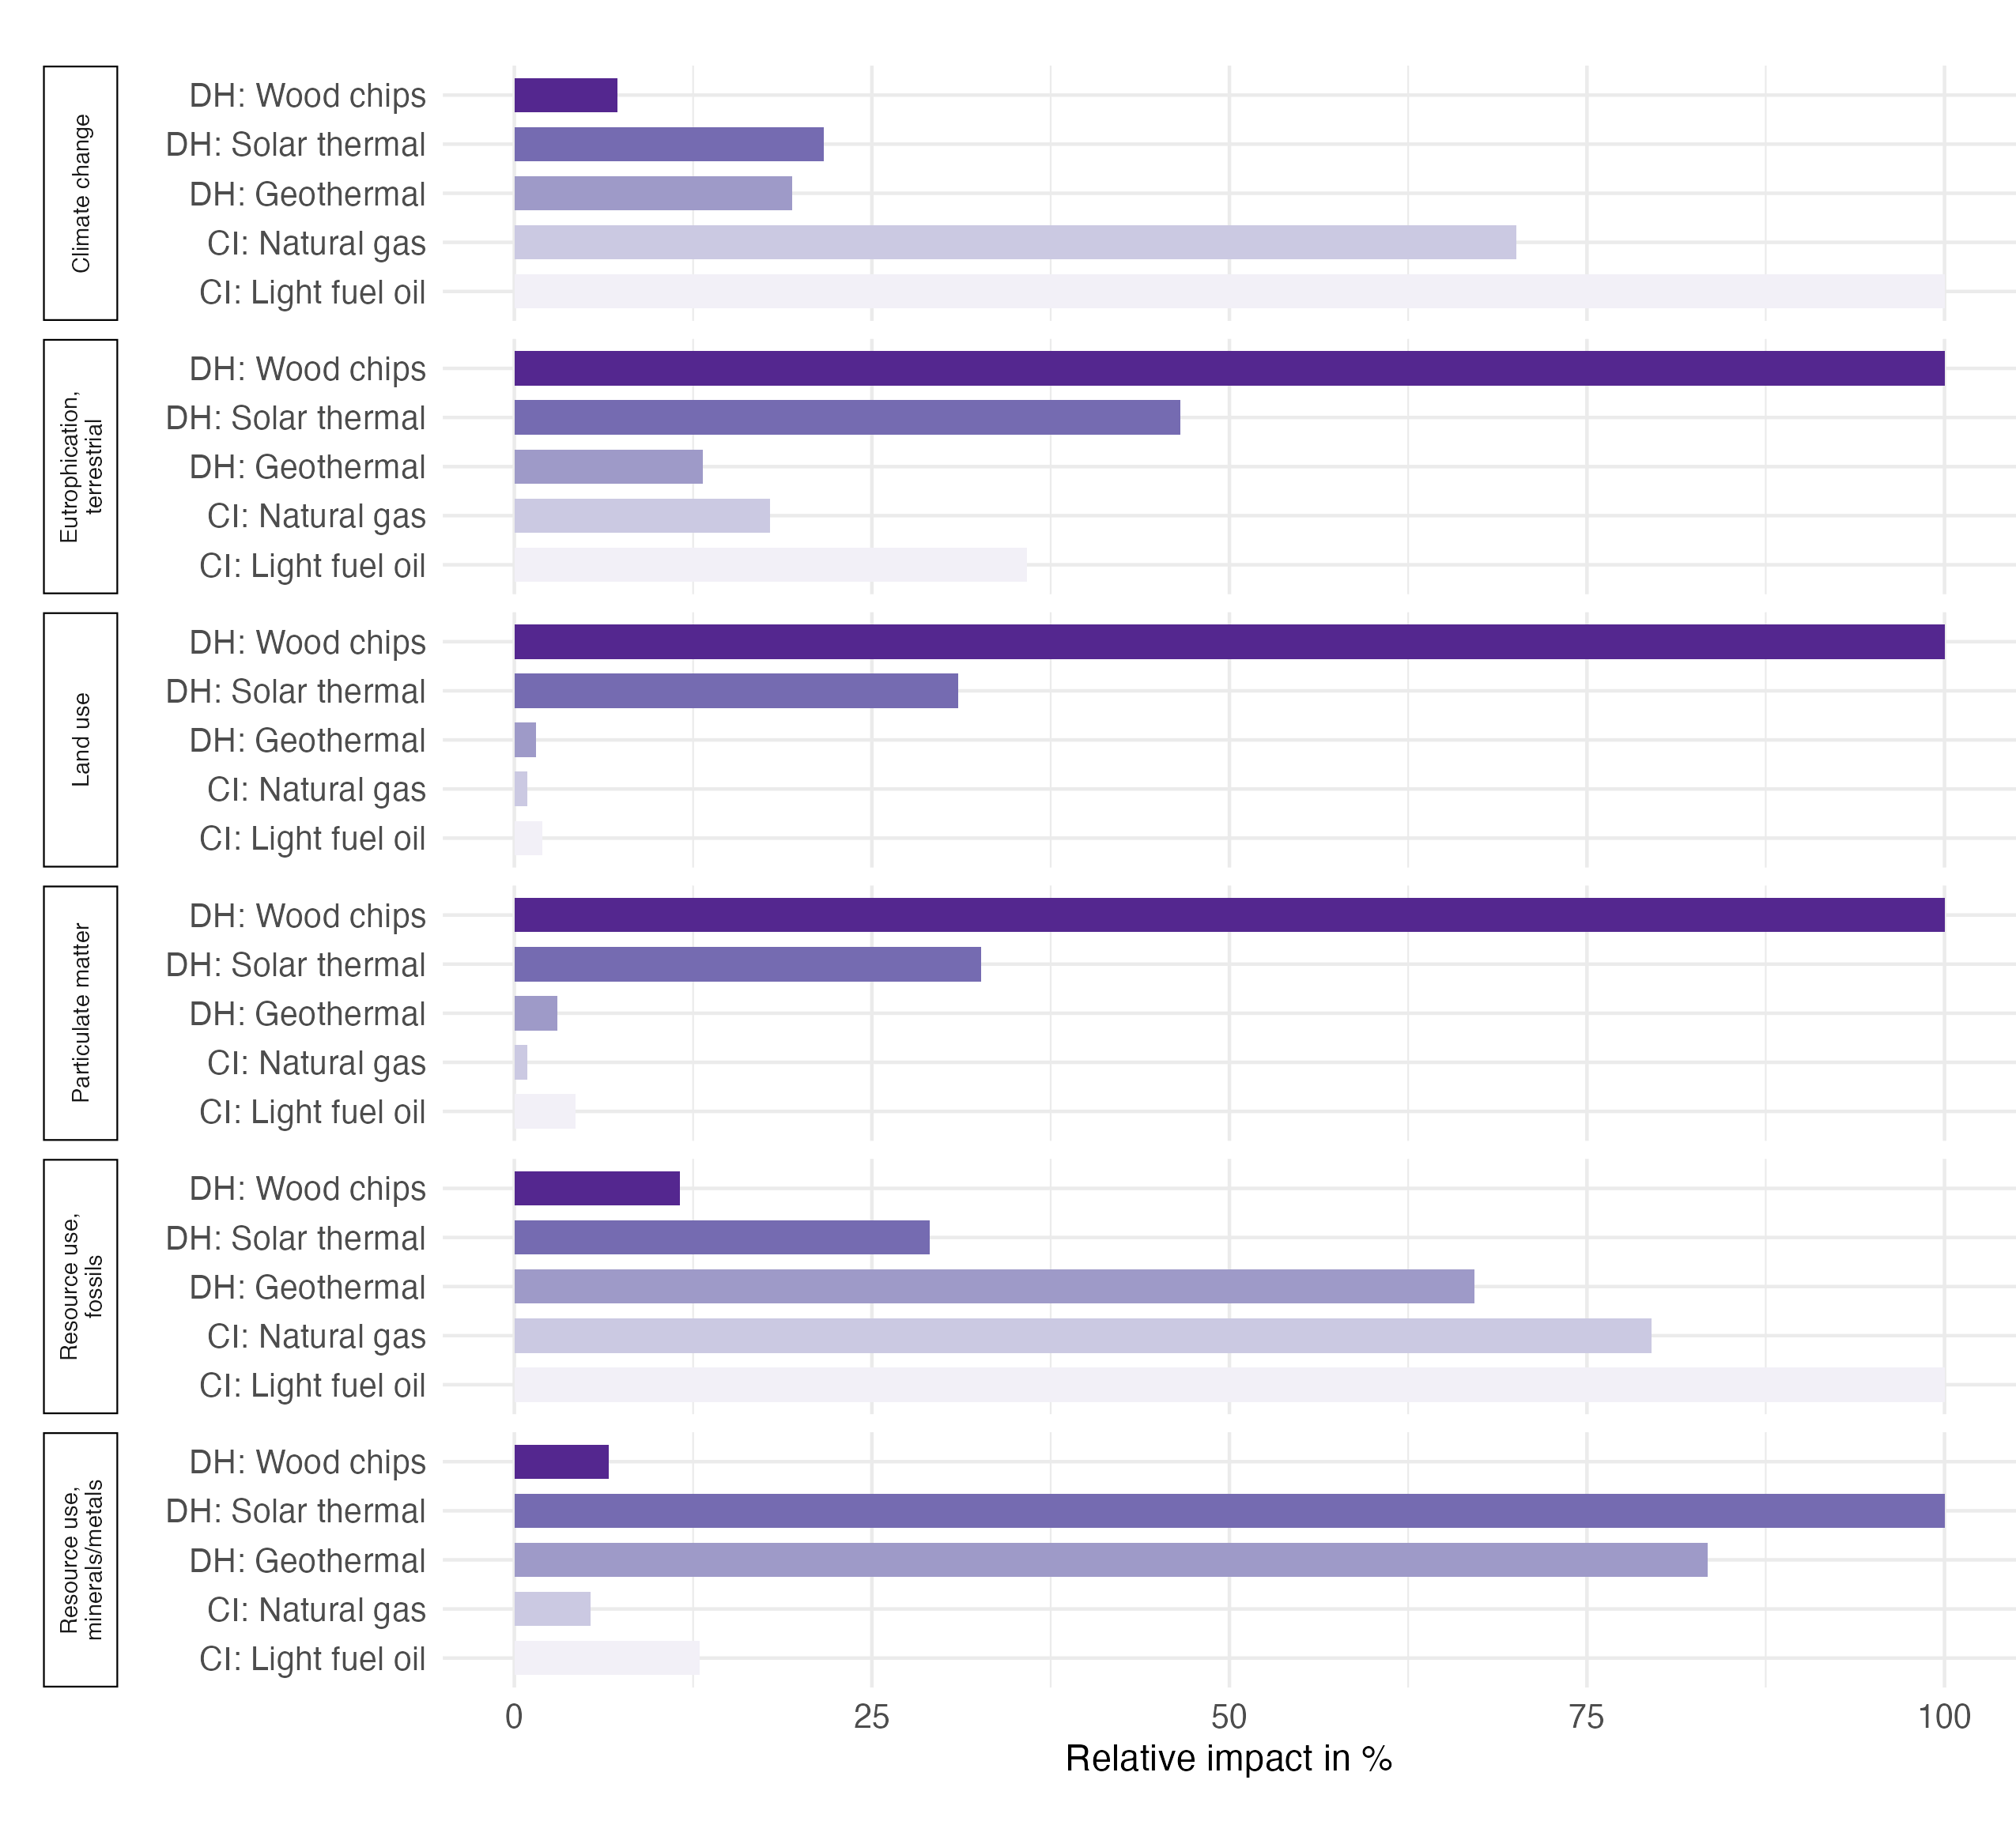 Climate change
DH: Wood chips
DH: Solar thermal
DH: Geothermal
CI: Natural gas
CI: Light fuel oil
Eutrophication,
terrestrial
DH: Wood chips
DH: Solar thermal
DH: Geothermal
CI: Natural gas
CI: Light fuel oil
Land use
DH: Wood chips
DH: Solar thermal
DH: Geothermal
CI: Natural gas
CI: Light fuel oil
Particulate matter
DH: Wood chips
DH: Solar thermal
DH: Geothermal
CI: Natural gas
CI: Light fuel oil
Resource use,
fossils
DH: Wood chips
DH: Solar thermal
DH: Geothermal
CI: Natural gas
CI: Light fuel oil
Resource use,
minerals/metals
DH: Wood chips
DH: Solar thermal
DH: Geothermal
CI: Natural gas
CI: Light fuel oil
0 25 50 75 100
Relative impact in %